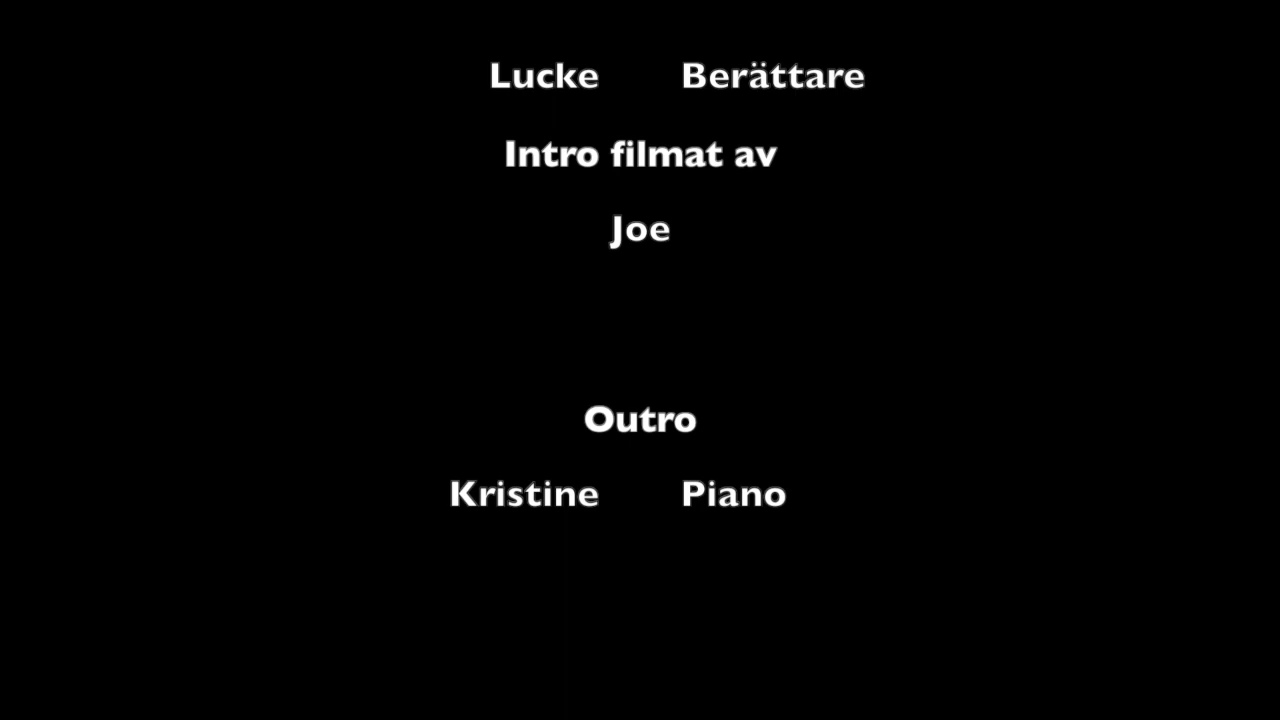 Lucke Berättare
Intro filmat av
Joe
Outro
Kristine Piano